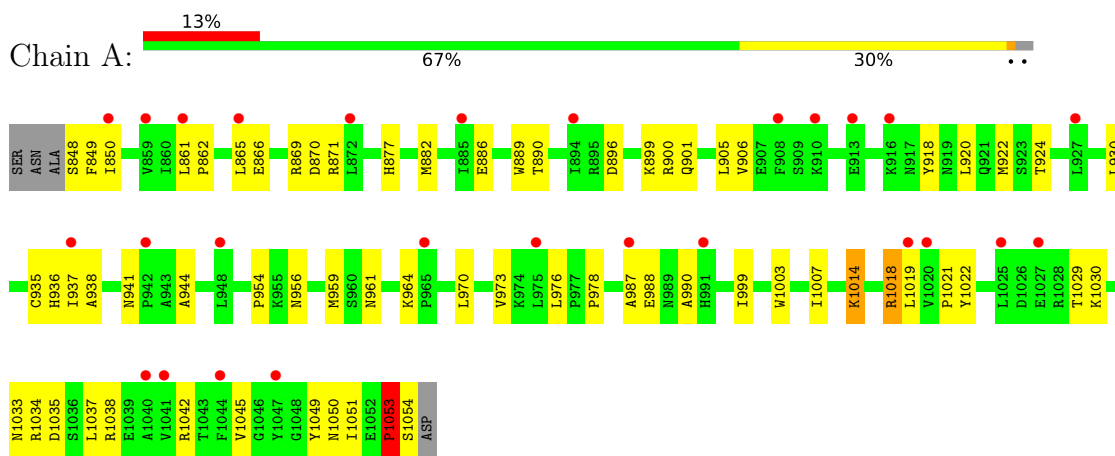 13%
Chain A:
67% 30% • •
SER ASN ALA S848 F849 I850 V859 I860 L861 P862 L865 E866 R869 D870 R871 L872 H877 M882 I885 E886 W889 T890 I894 R895 D896 K899 R900 Q901 L905 V906 E907 F908 S909 K910 E913 K916 N917 Y918 N919 L920 Q921 M922 S923 T924 L927 L930
C935 H936 I937 A938 N941 P942 A943 A944 L948 P954 K955 N956 M959 S960 N961 K964 P965 L970 V973 K974 L975 L976 P977 P978 A987 E988 N989 A990 H991 I999 W1003 I1007 K1014 R1018 L1019 V1020 P1021 Y1022 L1025 D1026 E1027 R1028 T1029 K1030
N1033 R1034 D1035 S1036 L1037 R1038 E1039 A1040 V1041 R1042 T1043 F1044 V1045 G1046 Y1047 G1048 Y1049 N1050 I1051 E1052 P1053 S1054 ASP